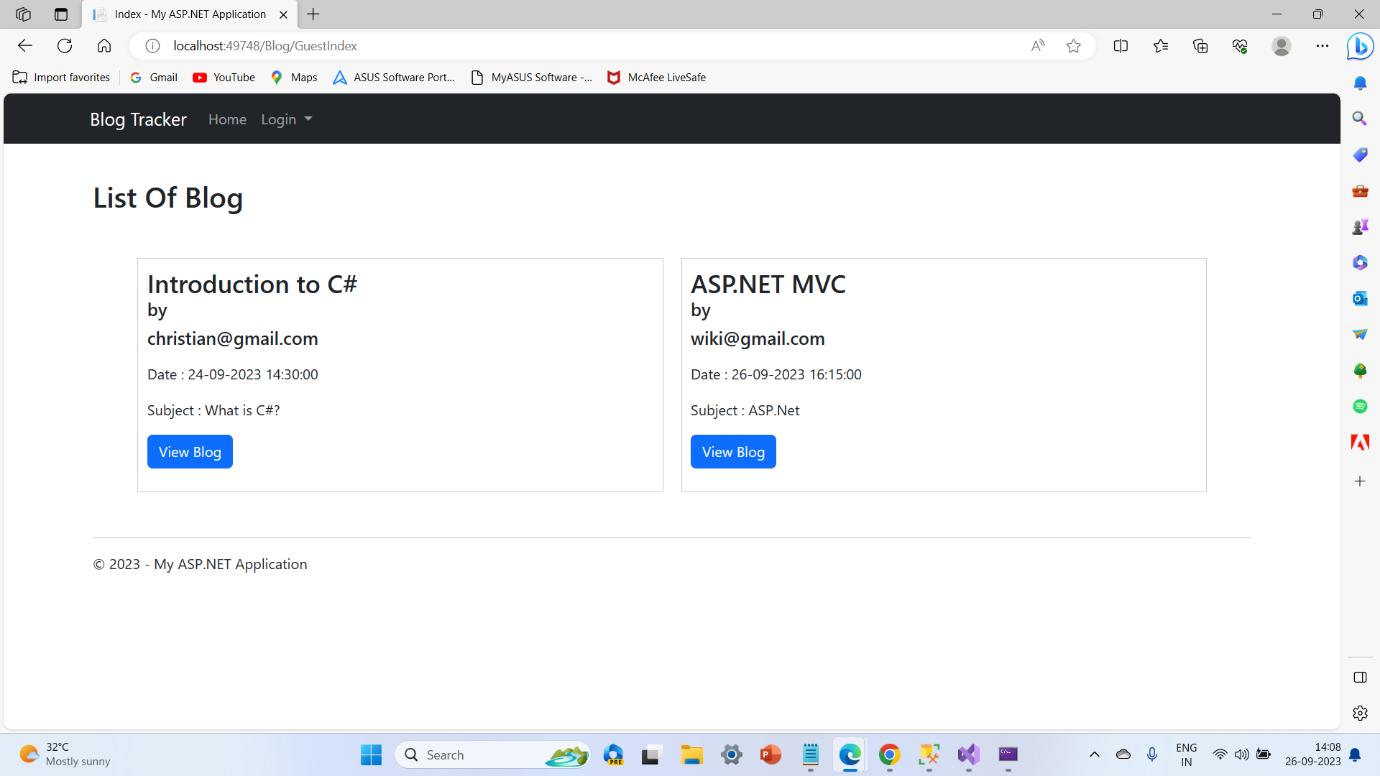 Index - My ASP.NET Application
localhost:49748/Blog/GuestIndex
Import favorites
Gmail
YouTube
Maps
ASUS Software Port...
MyASUS Software -...
McAfee LiveSafe
Blog Tracker Home Login
List Of Blog
Introduction to C#
by
christian@gmail.com
Date : 24-09-2023 14:30:00
Subject : What is C#?
View Blog
ASP.NET MVC
by
wiki@gmail.com
Date : 26-09-2023 16:15:00
Subject : ASP.Net
View Blog
© 2023 - My ASP.NET Application
32°C
Mostly sunny
Search
PRE
ENG
IN
14:08
26-09-2023